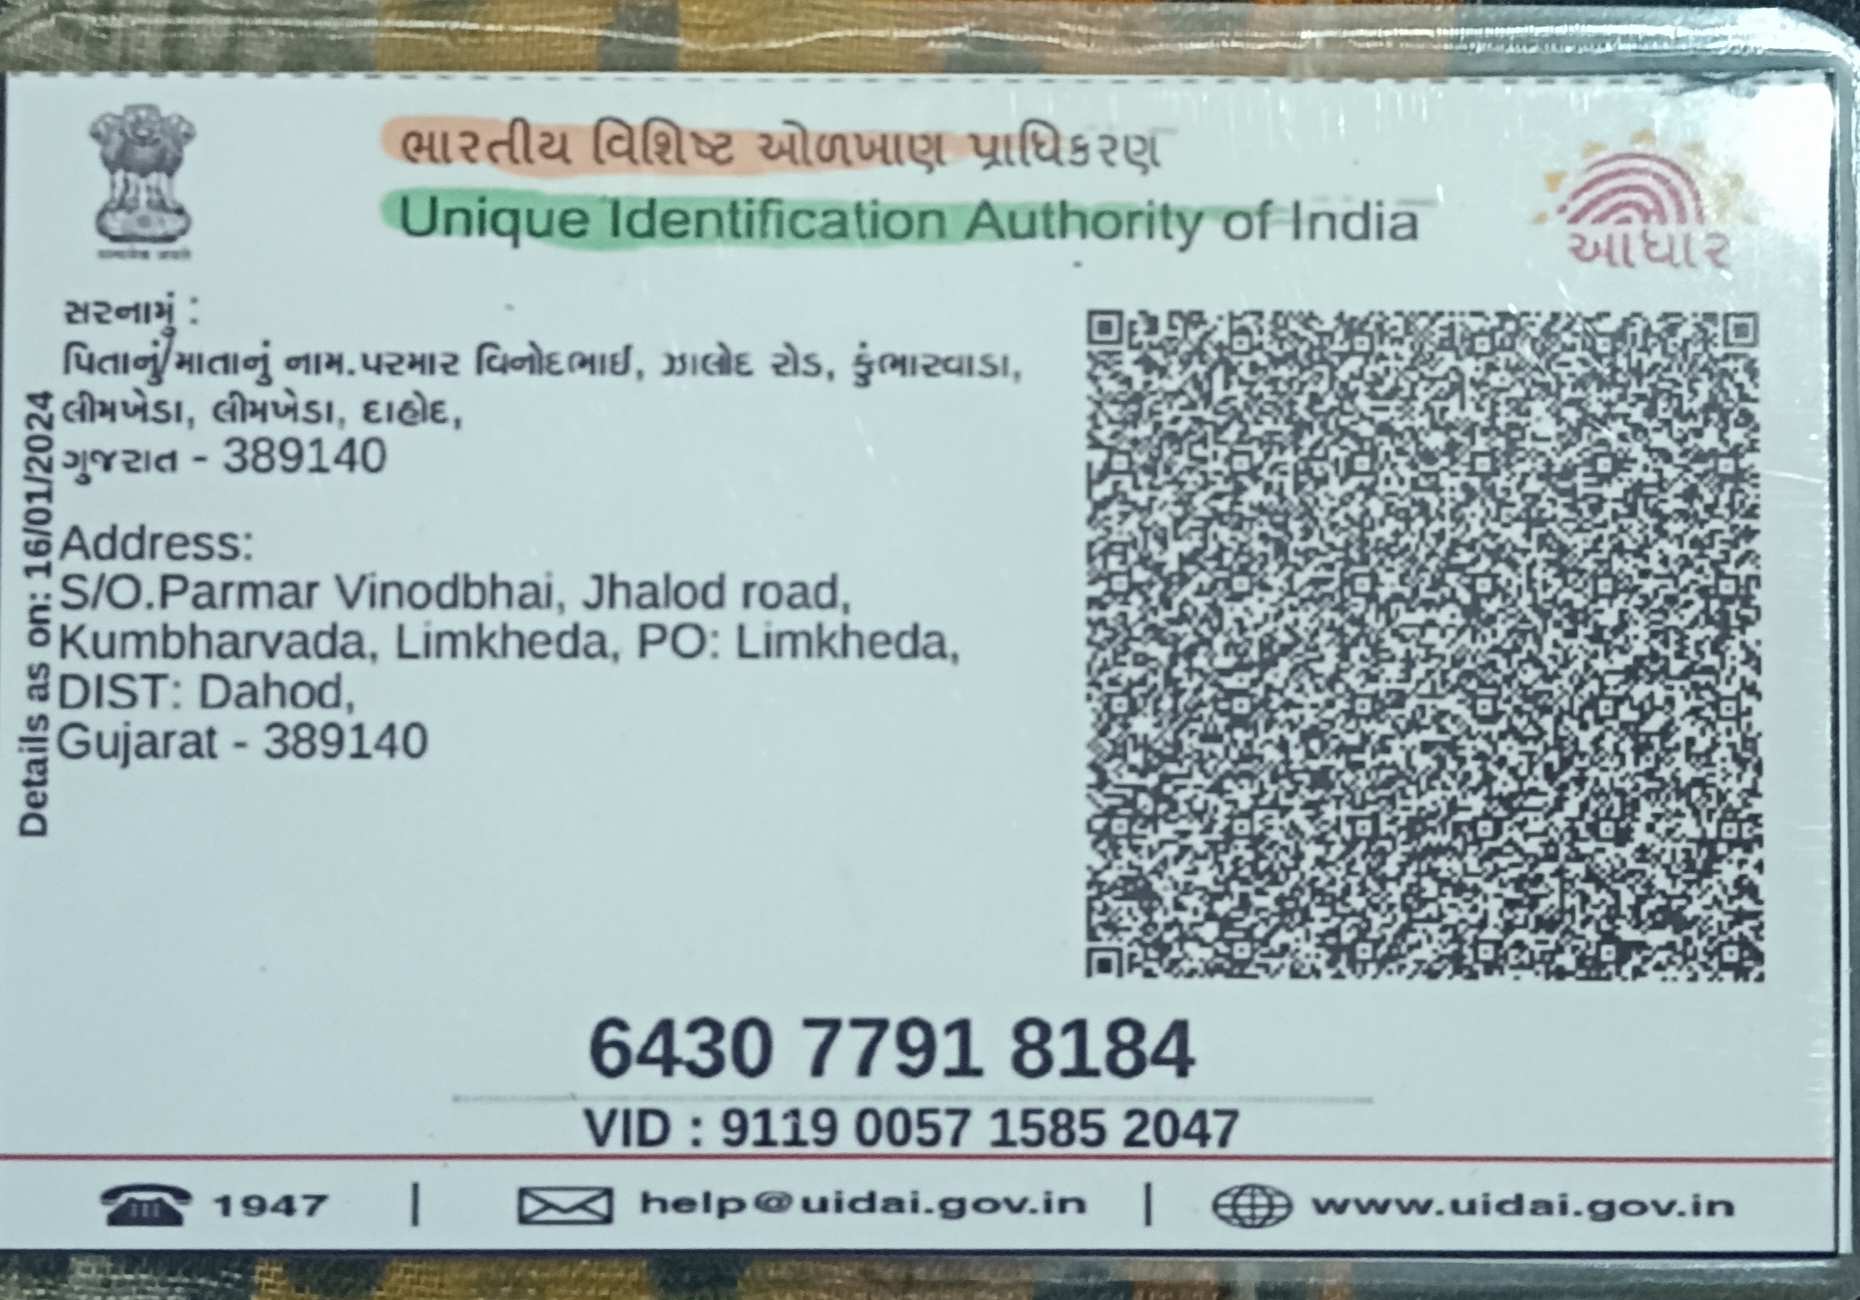 ભારતીય વિશિષ્ટ ઓળખાણ પ્રાધિકરણ
Unique Identification Authority of India
આધાર
સરનામું :
પિતાનું/માતાનું નામ.પરમાર વિનોદભાઈ, ઝાલોદ રોડ, કુંભારવાડા,
લીમખેડા, લીમખેડા, દાહોદ,
ગુજરાત - 389140
Details as on: 16/01/2024
Address:
S/O.Parmar Vinodbhai, Jhalod road,
Kumbharvada, Limkheda, PO: Limkheda,
DIST: Dahod,
Gujarat - 389140
6430 7791 8184
VID : 9119 0057 1585 2047
1947 | help@uidai.gov.in | www.uidai.gov.in